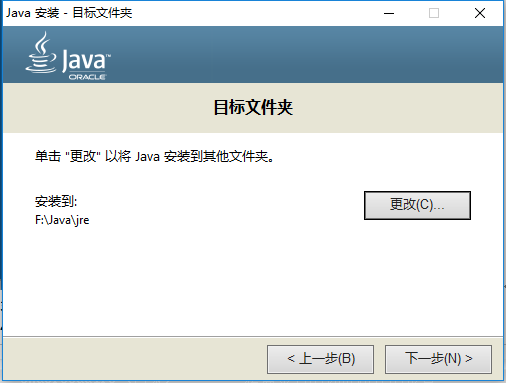 Java 安装 - 目标文件夹
Java™
ORACLE
目标文件夹
单击 "更改" 以将 Java 安装到其他文件夹。
安装到:
更改(C)...
F:\Java\jre
< 上一步(B)
下一步(N) >